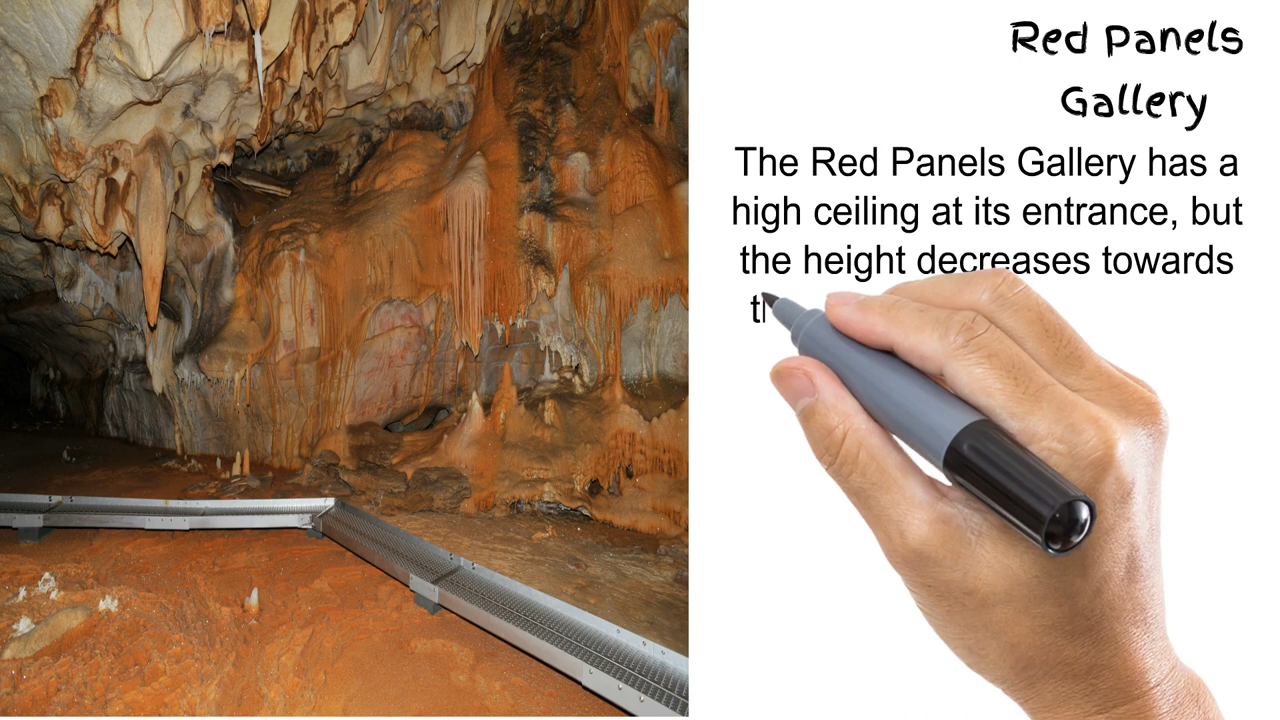 Red Panels
Gallery
The Red Panels Gallery has a
high ceiling at its entrance, but
the height decreases towards